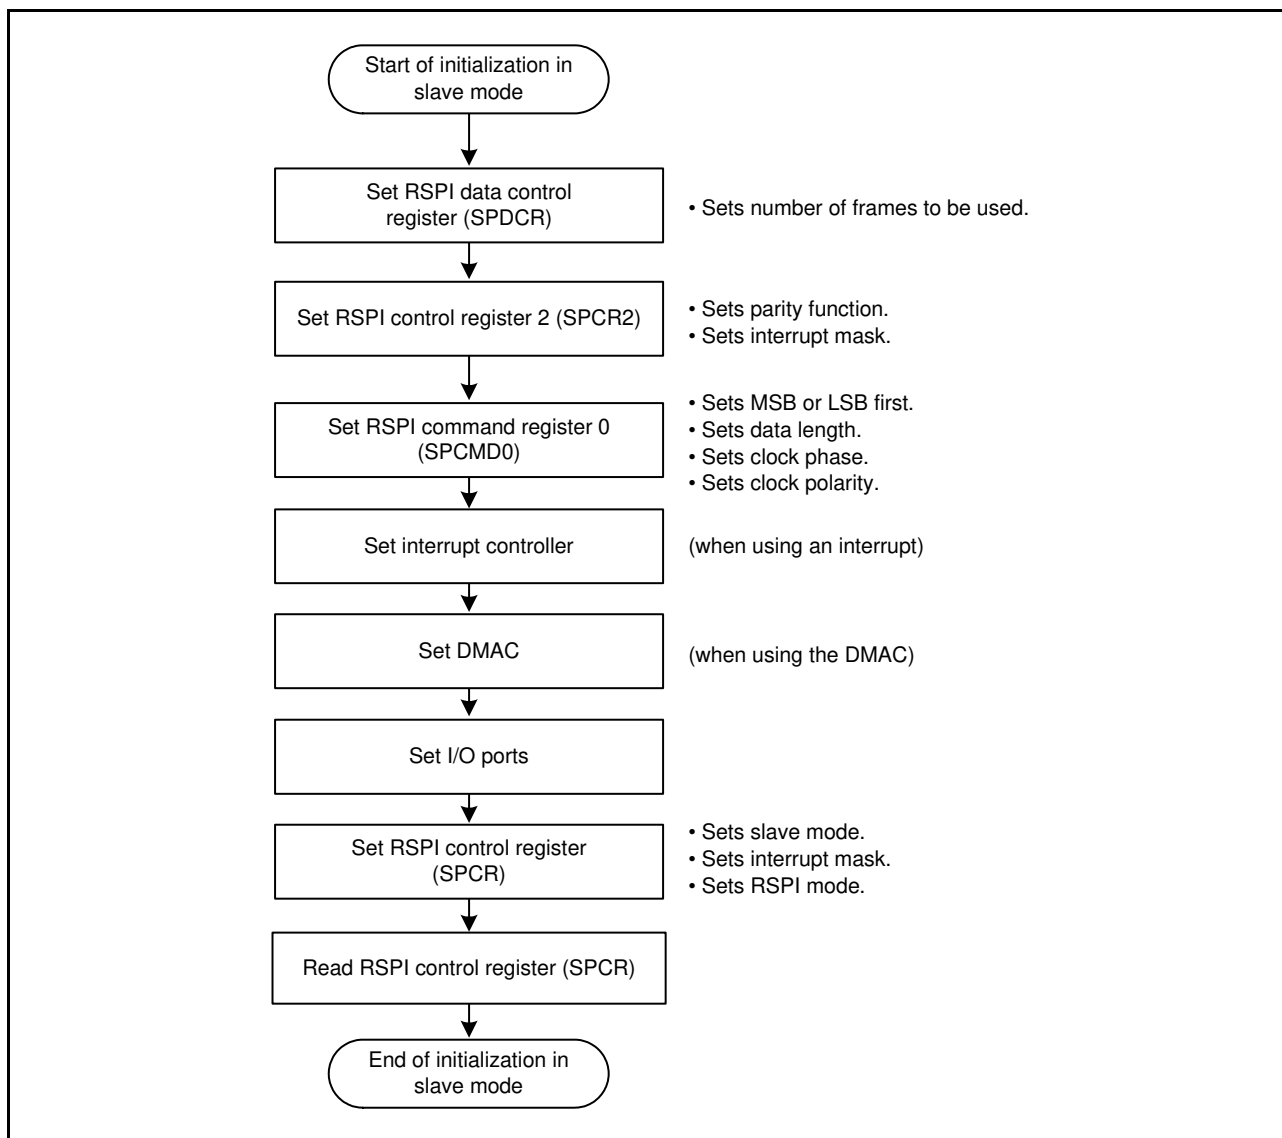 Start of initialization in
slave mode
Set RSPI data control
register (SPDCR)
• Sets number of frames to be used.
Set RSPI control register 2 (SPCR2)
• Sets parity function.
• Sets interrupt mask.
Set RSPI command register 0
(SPCMD0)
• Sets MSB or LSB first.
• Sets data length.
• Sets clock phase.
• Sets clock polarity.
Set interrupt controller
(when using an interrupt)
Set DMAC
(when using the DMAC)
Set I/O ports
Set RSPI control register
(SPCR)
• Sets slave mode.
• Sets interrupt mask.
• Sets RSPI mode.
Read RSPI control register (SPCR)
End of initialization in
slave mode